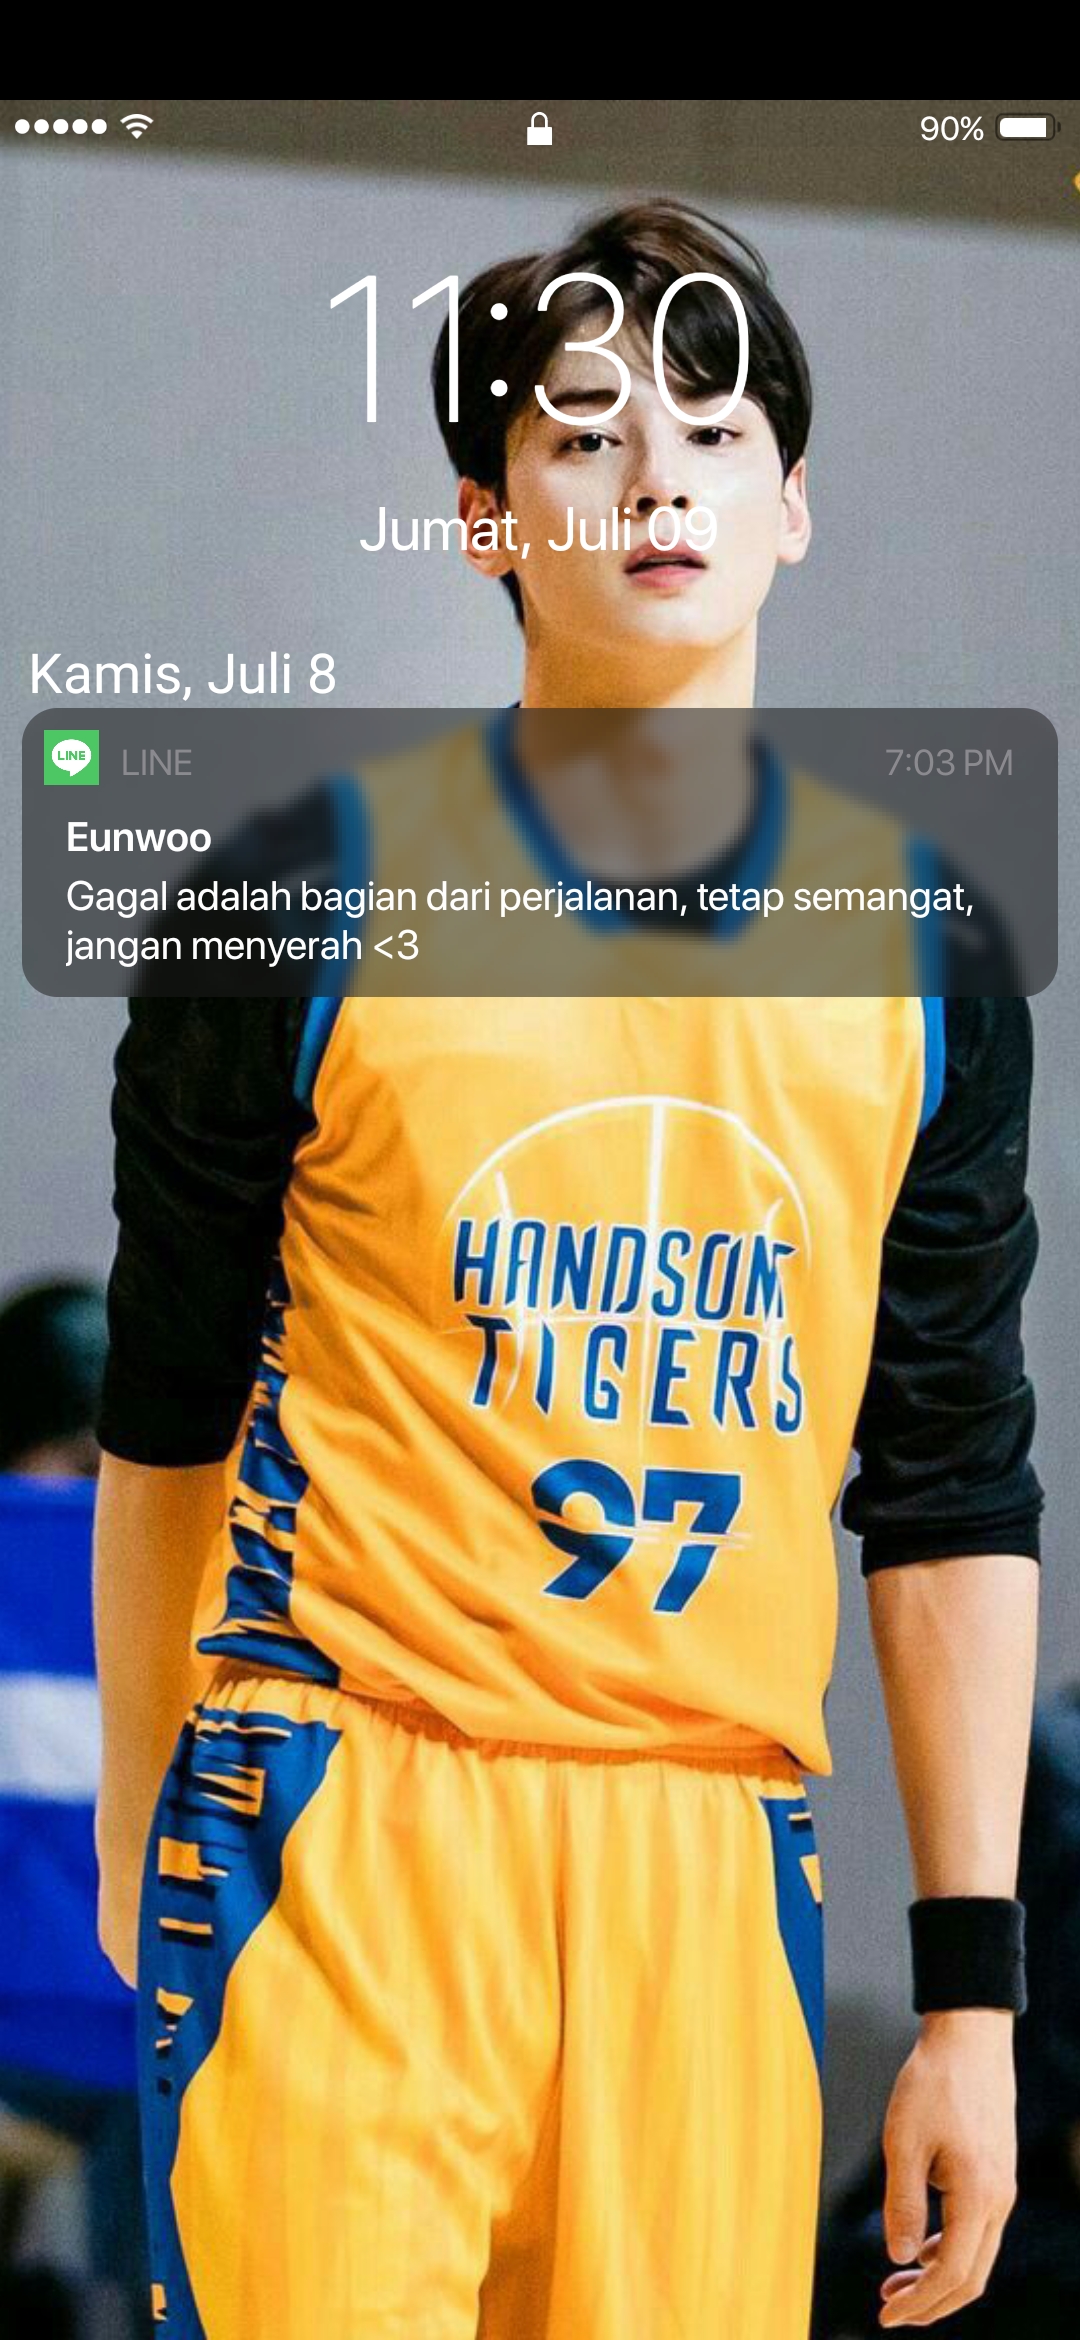 90%
11:30
Jumat, Juli 09
Kamis, Juli 8
LINE
LINE
7:03 PM
Eunwoo
Gagal adalah bagian dari perjalanan, tetap semangat,
jangan menyerah <3
HANDSOM
TIGERS
97